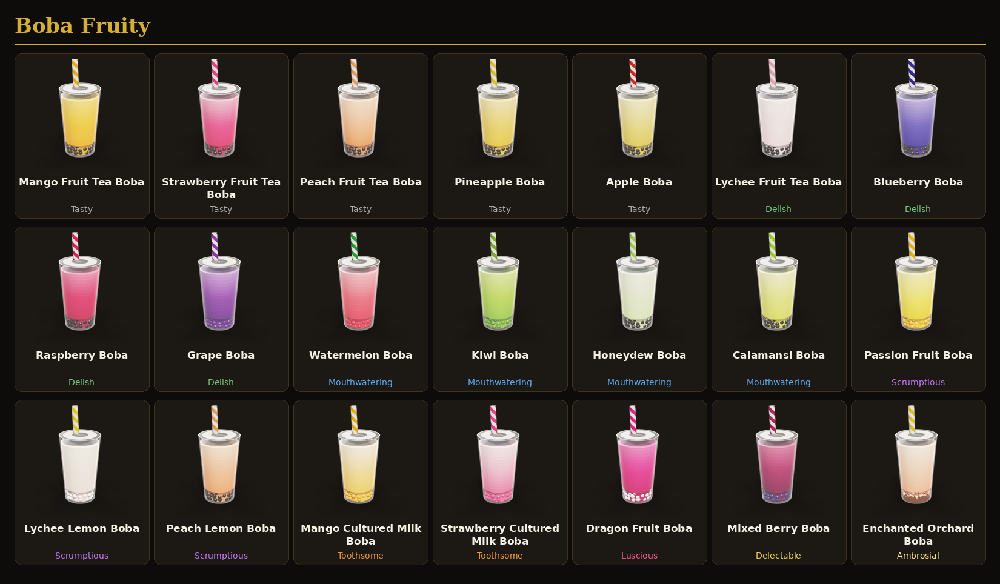 Boba Fruity
Mango Fruit Tea Boba
Tasty
Strawberry Fruit Tea
Boba
Tasty
Peach Fruit Tea Boba
Tasty
Pineapple Boba
Tasty
Apple Boba
Tasty
Lychee Fruit Tea Boba
Delish
Blueberry Boba
Delish
Raspberry Boba
Delish
Grape Boba
Delish
Watermelon Boba
Mouthwatering
Kiwi Boba
Mouthwatering
Honeydew Boba
Mouthwatering
Calamansi Boba
Mouthwatering
Passion Fruit Boba
Scrumptious
Lychee Lemon Boba
Scrumptious
Peach Lemon Boba
Scrumptious
Mango Cultured Milk
Boba
Toothsome
Strawberry Cultured
Milk Boba
Toothsome
Dragon Fruit Boba
Luscious
Mixed Berry Boba
Delectable
Enchanted Orchard
Boba
Ambrosial